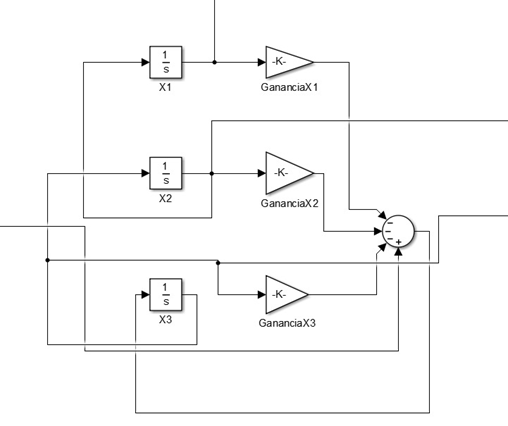 1
s
X1
-K-
GananciaX1
1
s
X2
-K-
GananciaX2
−
−
−
+
1
s
X3
-K-
GananciaX3